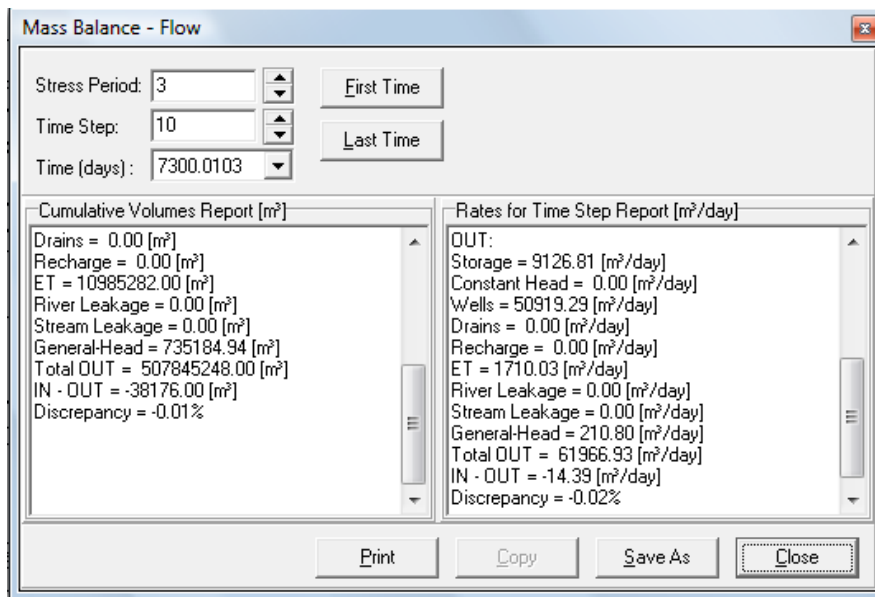 Mass Balance - Flow
Stress Period: 3
First Time
Time Step: 10
Last Time
Time (days) : 7300.0103
Cumulative Volumes Report [m³]
Drains = 0.00 [m³]
Recharge = 0.00 [m³]
ET = 10985282.00 [m³]
River Leakage = 0.00 [m³]
Stream Leakage = 0.00 [m³]
General-Head = 735184.94 [m³]
Total OUT = 507845248.00 [m³]
IN - OUT = -38176.00 [m³]
Discrepancy = -0.01%
Rates for Time Step Report [m³/day]
OUT:
Storage = 9126.81 [m³/day]
Constant Head = 0.00 [m³/day]
Wells = 50919.29 [m³/day]
Drains = 0.00 [m³/day]
Recharge = 0.00 [m³/day]
ET = 1710.03 [m³/day]
River Leakage = 0.00 [m³/day]
Stream Leakage = 0.00 [m³/day]
General-Head = 210.80 [m³/day]
Total OUT = 61966.93 [m³/day]
IN - OUT = -14.39 [m³/day]
Discrepancy = -0.02%
Print
Copy
Save As
Close